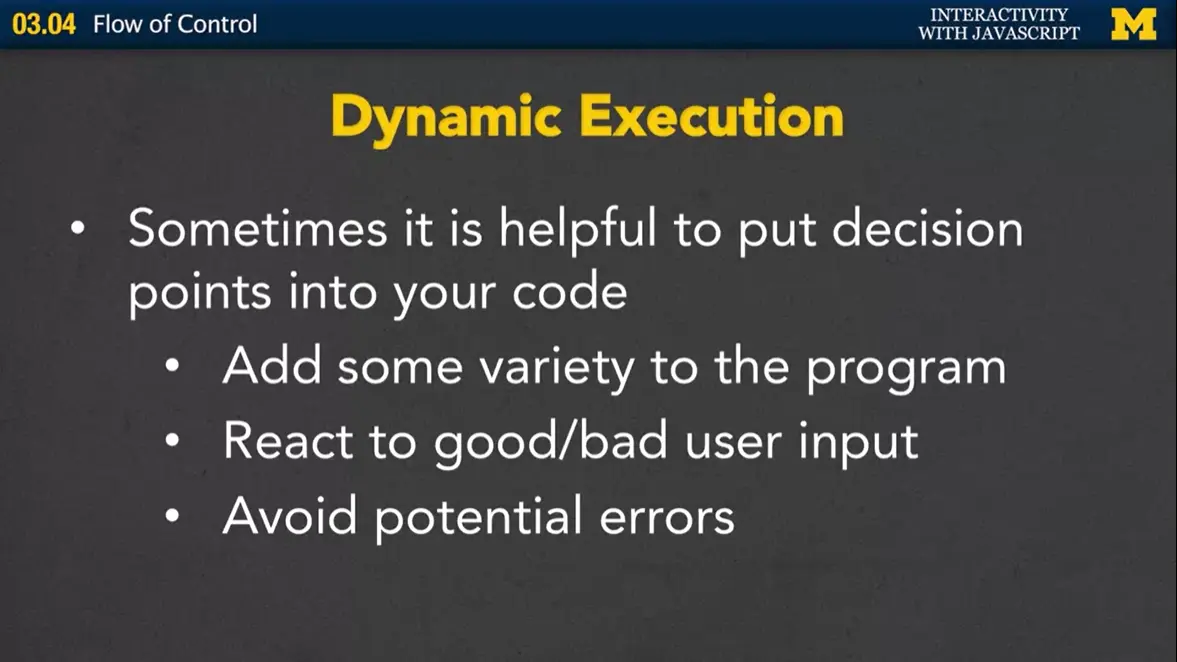 03.04 Flow of Control
INTERACTIVITY
WITH JAVASCRIPT
M
Dynamic Execution
• Sometimes it is helpful to put decision
points into your code
• Add some variety to the program
• React to good/bad user input
• Avoid potential errors